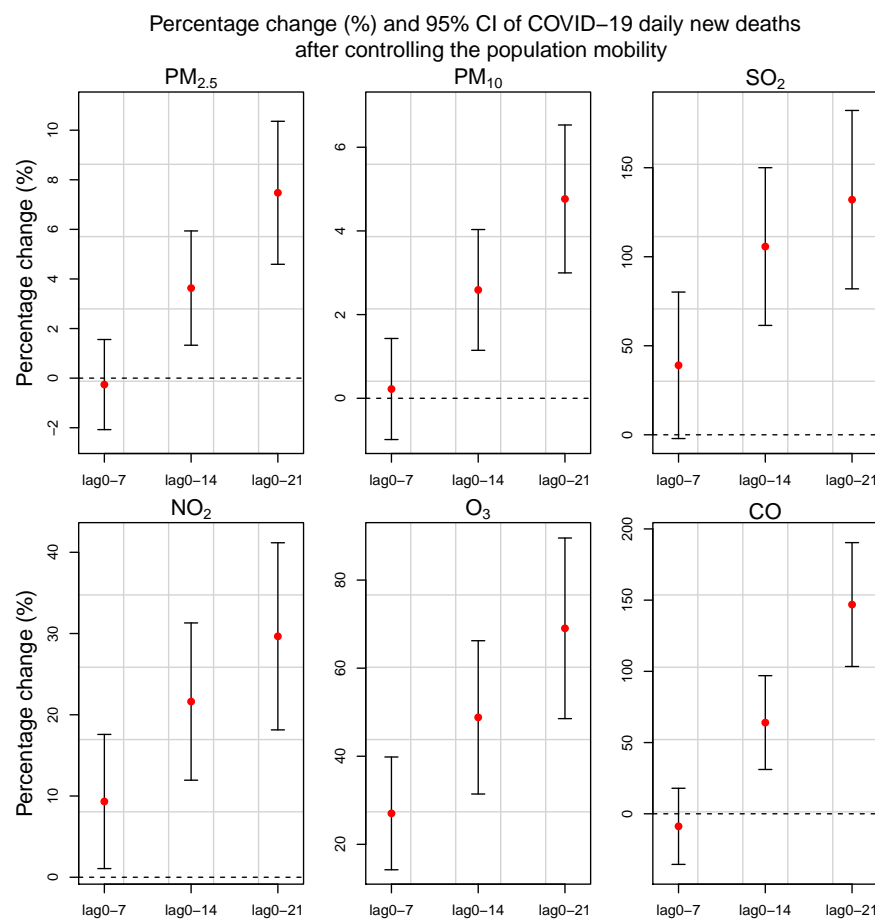 Percentage change (%) and 95% CI of COVID−19 daily new deaths
after controlling the population mobility
PM2.5
PM10
SO2
Percentage change (%)
10
8
6
4
2
0
−2
6
4
2
0
150
100
50
0
lag0−7 lag0−14 lag0−21
lag0−7 lag0−14 lag0−21
lag0−7 lag0−14 lag0−21
NO2
O3
CO
Percentage change (%)
40
30
20
10
0
80
60
40
20
200
150
100
50
0
lag0−7 lag0−14 lag0−21
lag0−7 lag0−14 lag0−21
lag0−7 lag0−14 lag0−21